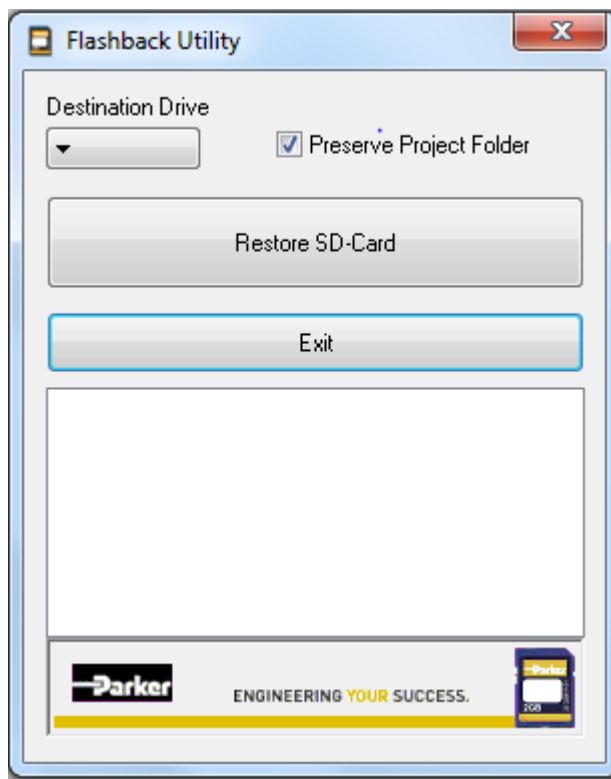 Flashback Utility
Destination Drive
Preserve Project Folder
Restore SD-Card
Exit
Parker
ENGINEERING YOUR SUCCESS.
Parker
2GB